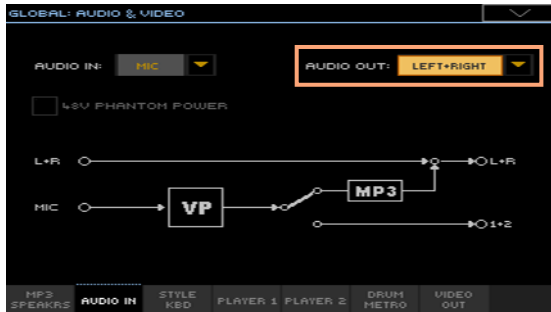 GLOBAL: AUDIO & VIDEO
AUDIO IN: MIC
AUDIO OUT: LEFT+RIGHT
48V PHANTOM POWER
L+R
L+R
MP3
MIC
VP
1+2
MP3 SPEAKRS
AUDIO IN
STYLE KBD
PLAYER 1
PLAYER 2
DRUM METRO
VIDEO OUT